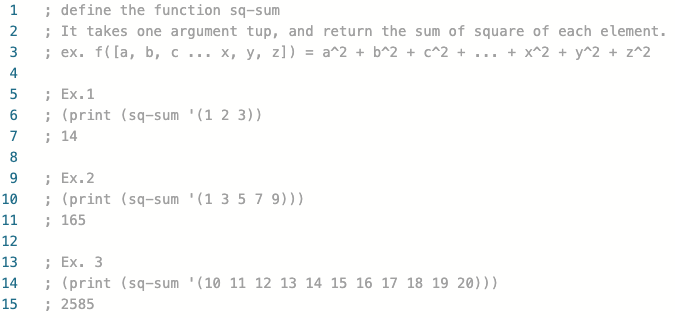 1 ; define the function sq-sum
2 ; It takes one argument tup, and return the sum of square of each element.
3 ; ex. f([a, b, c ... x, y, z]) = a^2 + b^2 + c^2 + ... + x^2 + y^2 + z^2
4
5 ; Ex.1
6 ; (print (sq-sum '(1 2 3))
7 ; 14
8
9 ; Ex.2
10 ; (print (sq-sum '(1 3 5 7 9)))
11 ; 165
12
13 ; Ex. 3
14 ; (print (sq-sum '(10 11 12 13 14 15 16 17 18 19 20)))
15 ; 2585